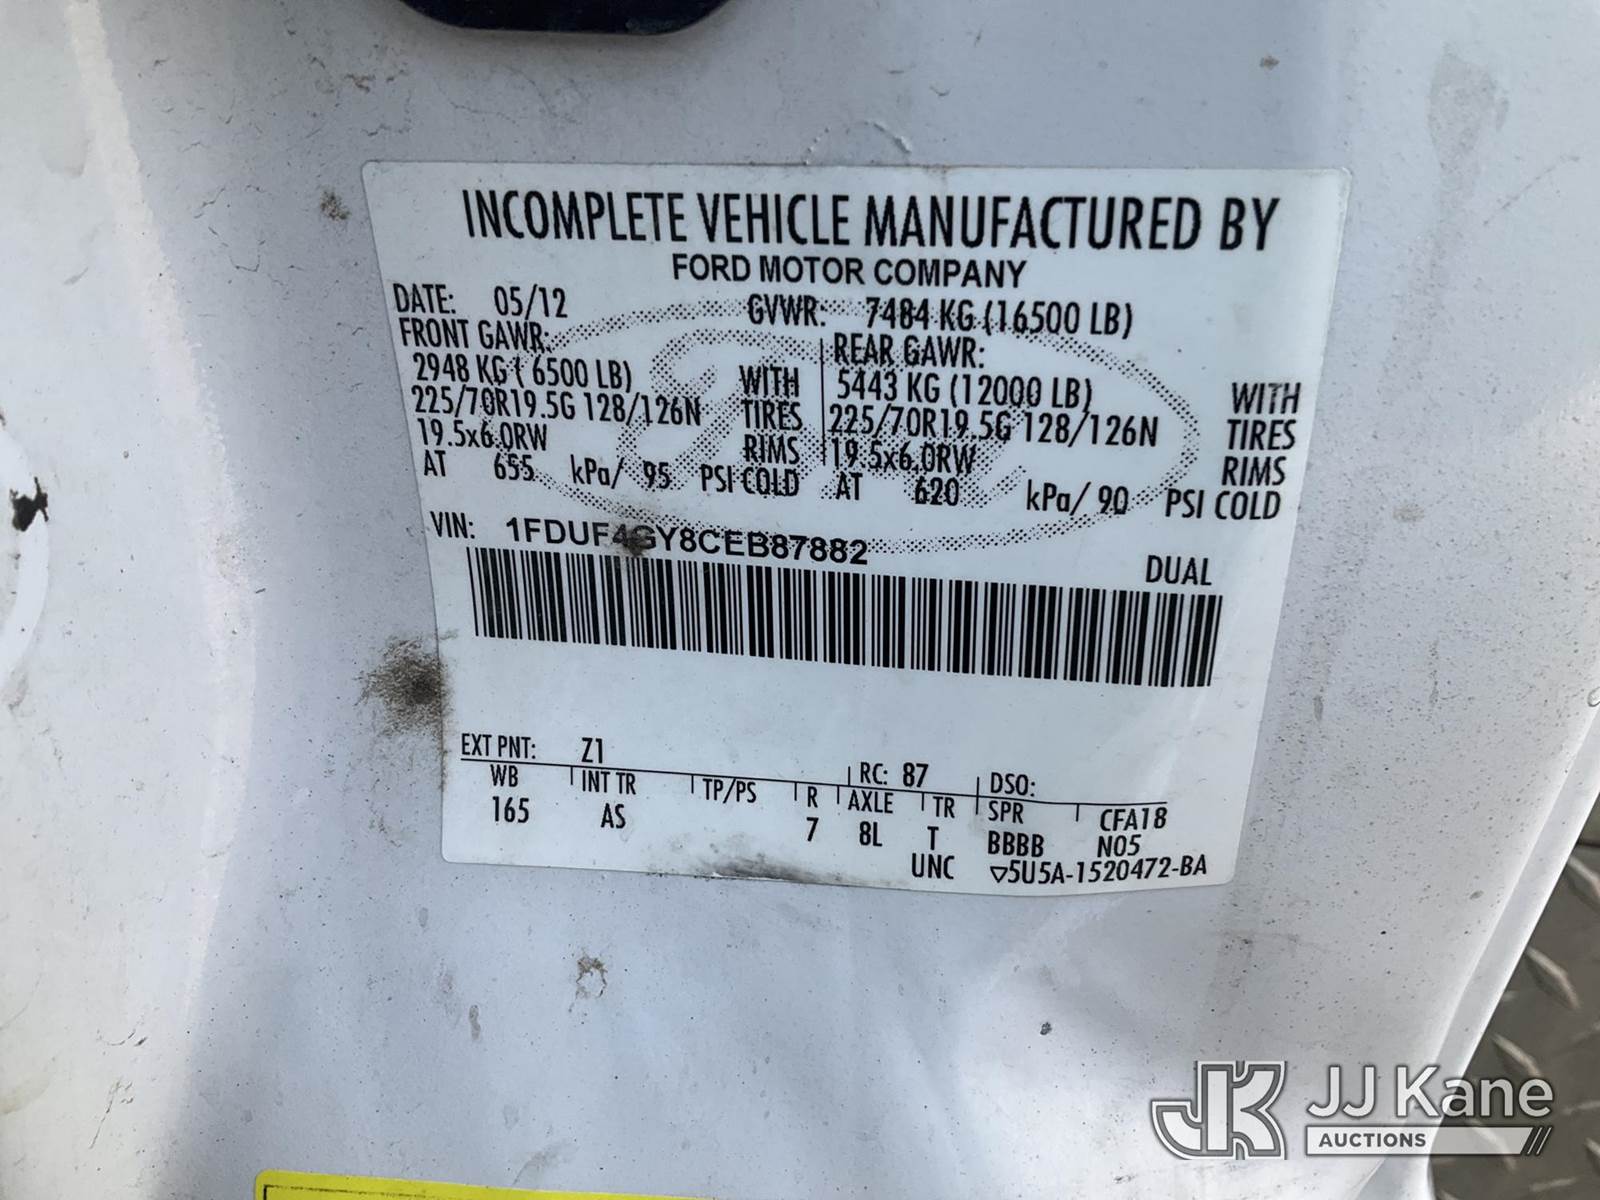 INCOMPLETE VEHICLE MANUFACTURED BY
FORD MOTOR COMPANY
DATE: 05/12 GVWR: 7484 KG (16500 LB)
FRONT GAWR: REAR GAWR:
2948 KG ( 6500 LB) WITH 5443 KG (12000 LB) WITH
225/70R19.5G 128/126N TIRES 225/70R19.5G 128/126N TIRES
19.5x6.0RW RIMS 19.5x6.0RW RIMS
AT 655 kPa/ 95 PSI COLD AT 620 kPa/ 90 PSI COLD
VIN: 1FDUF4GY8CEB87882
DUAL
EXT PNT: Z1 RC: 87 DSO:
WB INT TR TP/PS R AXLE TR SPR CFA18
165 AS 7 8L T BBBB N05
UNC ▽5U5A-1520472-BA
JK JJ Kane
AUCTIONS